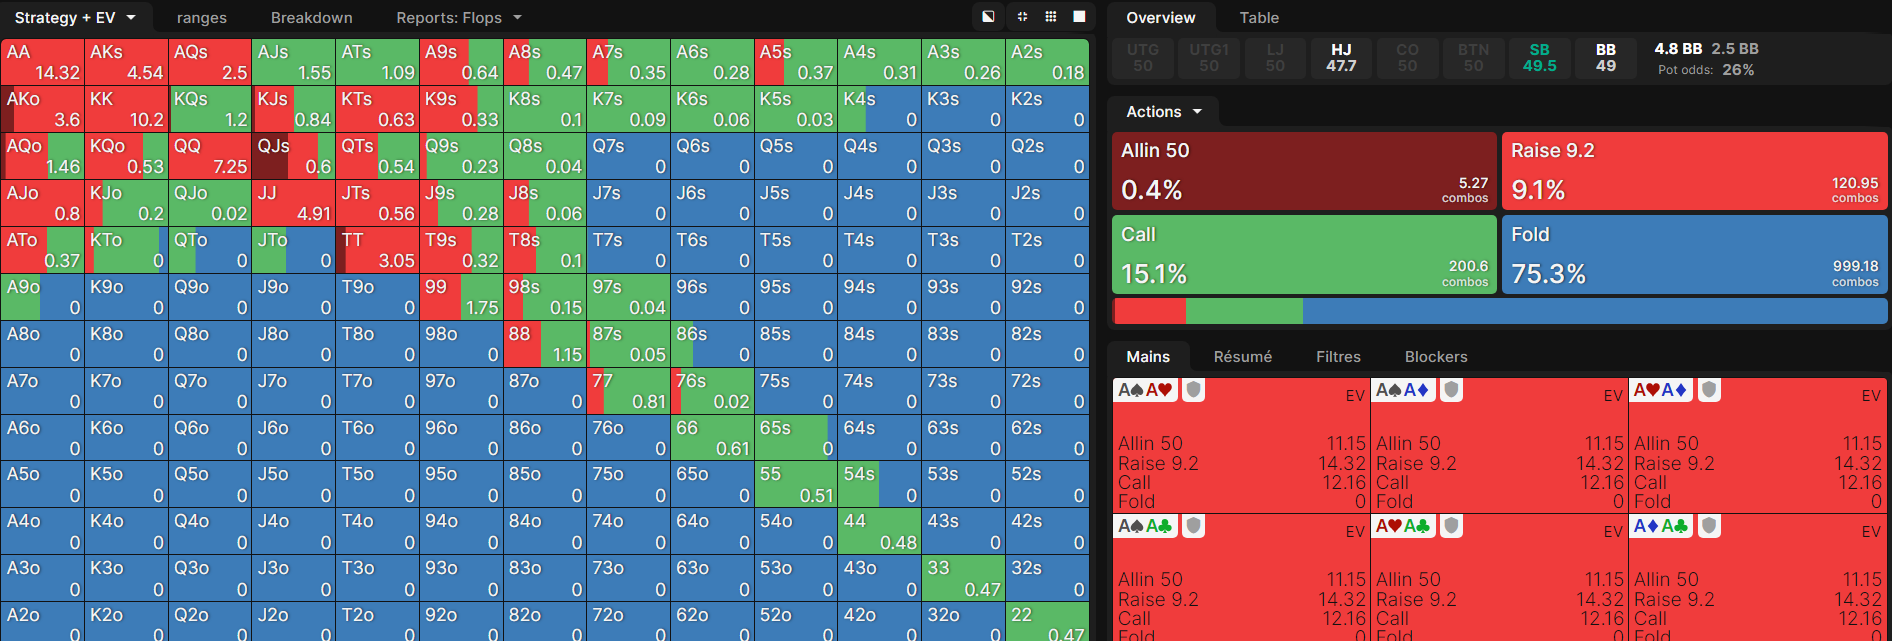 Strategy + EV ranges Breakdown Reports: Flops
AA AKs AQs AJs ATs A9s A8s A7s A6s A5s A4s A3s A2s
14.32 4.54 2.5 1.55 1.09 0.64 0.47 0.35 0.28 0.37 0.31 0.26 0.18
AKo KK KQs KJs KTs K9s K8s K7s K6s K5s K4s K3s K2s
3.6 10.2 1.2 0.84 0.63 0.33 0.1 0.09 0.06 0.03 0 0 0
AQo KQo QQ QJs QTs Q9s Q8s Q7s Q6s Q5s Q4s Q3s Q2s
1.46 0.53 7.25 0.6 0.54 0.23 0.04 0 0 0 0 0 0
AJo KJo QJo JJ JTs J9s J8s J7s J6s J5s J4s J3s J2s
0.8 0.2 0.02 4.91 0.56 0.28 0.06 0 0 0 0 0 0
ATo KTo QTo JTo TT T9s T8s T7s T6s T5s T4s T3s T2s
0.37 0 0 0 3.05 0.32 0.1 0 0 0 0 0 0
A9o K9o Q9o J9o T9o 99 98s 97s 96s 95s 94s 93s 92s
0 0 0 0 0 1.75 0.15 0.04 0 0 0 0 0
A8o K8o Q8o J8o T8o 98o 88 87s 86s 85s 84s 83s 82s
0 0 0 0 0 0 1.15 0.05 0 0 0 0 0
A7o K7o Q7o J7o T7o 97o 87o 77 76s 75s 74s 73s 72s
0 0 0 0 0 0 0 0.81 0.02 0 0 0 0
A6o K6o Q6o J6o T6o 96o 86o 76o 66 65s 64s 63s 62s
0 0 0 0 0 0 0 0 0.61 0 0 0 0
A5o K5o Q5o J5o T5o 95o 85o 75o 65o 55 54s 53s 52s
0 0 0 0 0 0 0 0 0 0.51 0 0 0
A4o K4o Q4o J4o T4o 94o 84o 74o 64o 54o 44 43s 42s
0 0 0 0 0 0 0 0 0 0 0.48 0 0
A3o K3o Q3o J3o T3o 93o 83o 73o 63o 53o 43o 33 32s
0 0 0 0 0 0 0 0 0 0 0 0.47 0
A2o K2o Q2o J2o T2o 92o 82o 72o 62o 52o 42o 32o 22
0 0 0 0 0 0 0 0 0 0 0 0 0.47
Overview Table
UTG UTG1 LJ HJ CO BTN SB BB 4.8 BB 2.5 BB
50 50 50 47.7 50 50 49.5 49 Pot odds: 26%
Actions
Allin 50 Raise 9.2
0.4% 5.27 combos 9.1% 120.95 combos
Call Fold
15.1% 200.6 combos 75.3% 999.18 combos
Mains Résumé Filtres Blockers
A♠A♥ EV A♠A♦ EV A♥A♦ EV
Allin 50 11.15 Allin 50 11.15 Allin 50 11.15
Raise 9.2 14.32 Raise 9.2 14.32 Raise 9.2 14.32
Call 12.16 Call 12.16 Call 12.16
Fold 0 Fold 0 Fold 0
A♠A♣ EV A♥A♣ EV A♦A♣ EV
Allin 50 11.15 Allin 50 11.15 Allin 50 11.15
Raise 9.2 14.32 Raise 9.2 14.32 Raise 9.2 14.32
Call 12.16 Call 12.16 Call 12.16
Fold 0 Fold 0 Fold 0